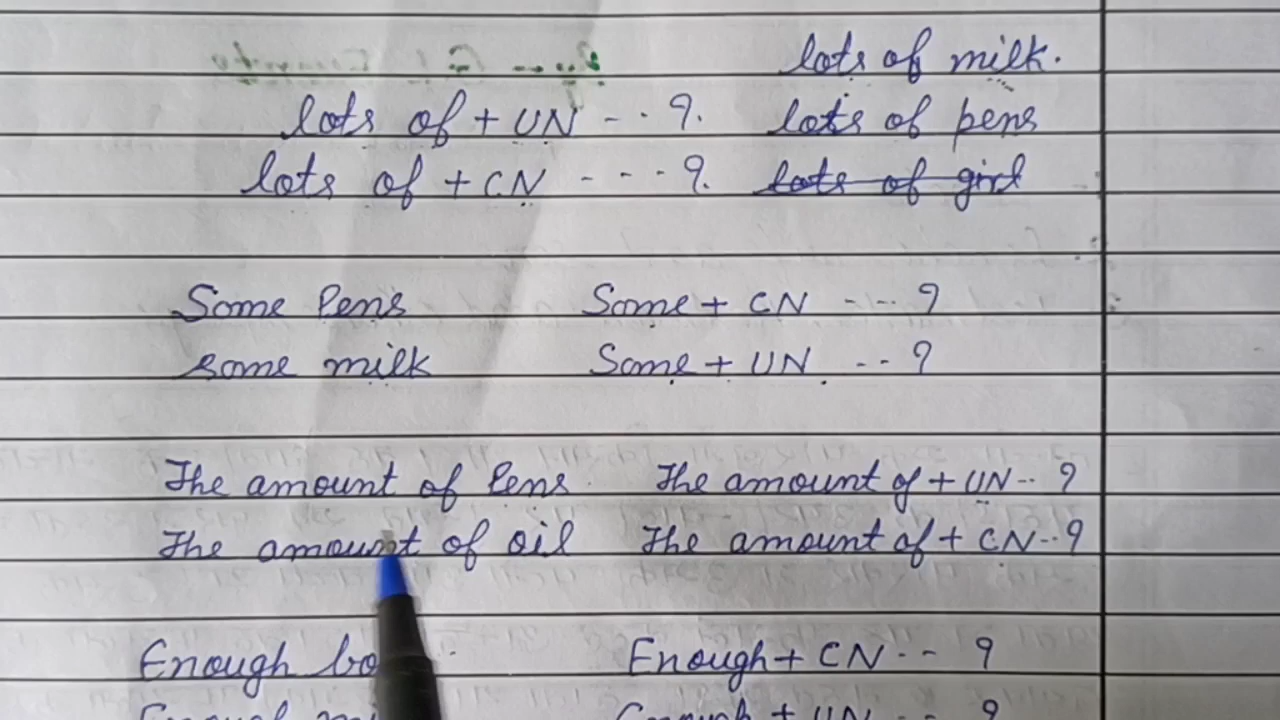 lots of milk.
lots of + UN - - ?. lots of pens
lots of + CN - - - ?. lots of girl
Some Pens Some + CN --- ?
some milk Some + UN -- ?
The amount of Pens. The amount of + UN-- ?
The amount of oil The amount of + CN-- ?
Enough Enough + CN-- ?
Enough + UN -- ?